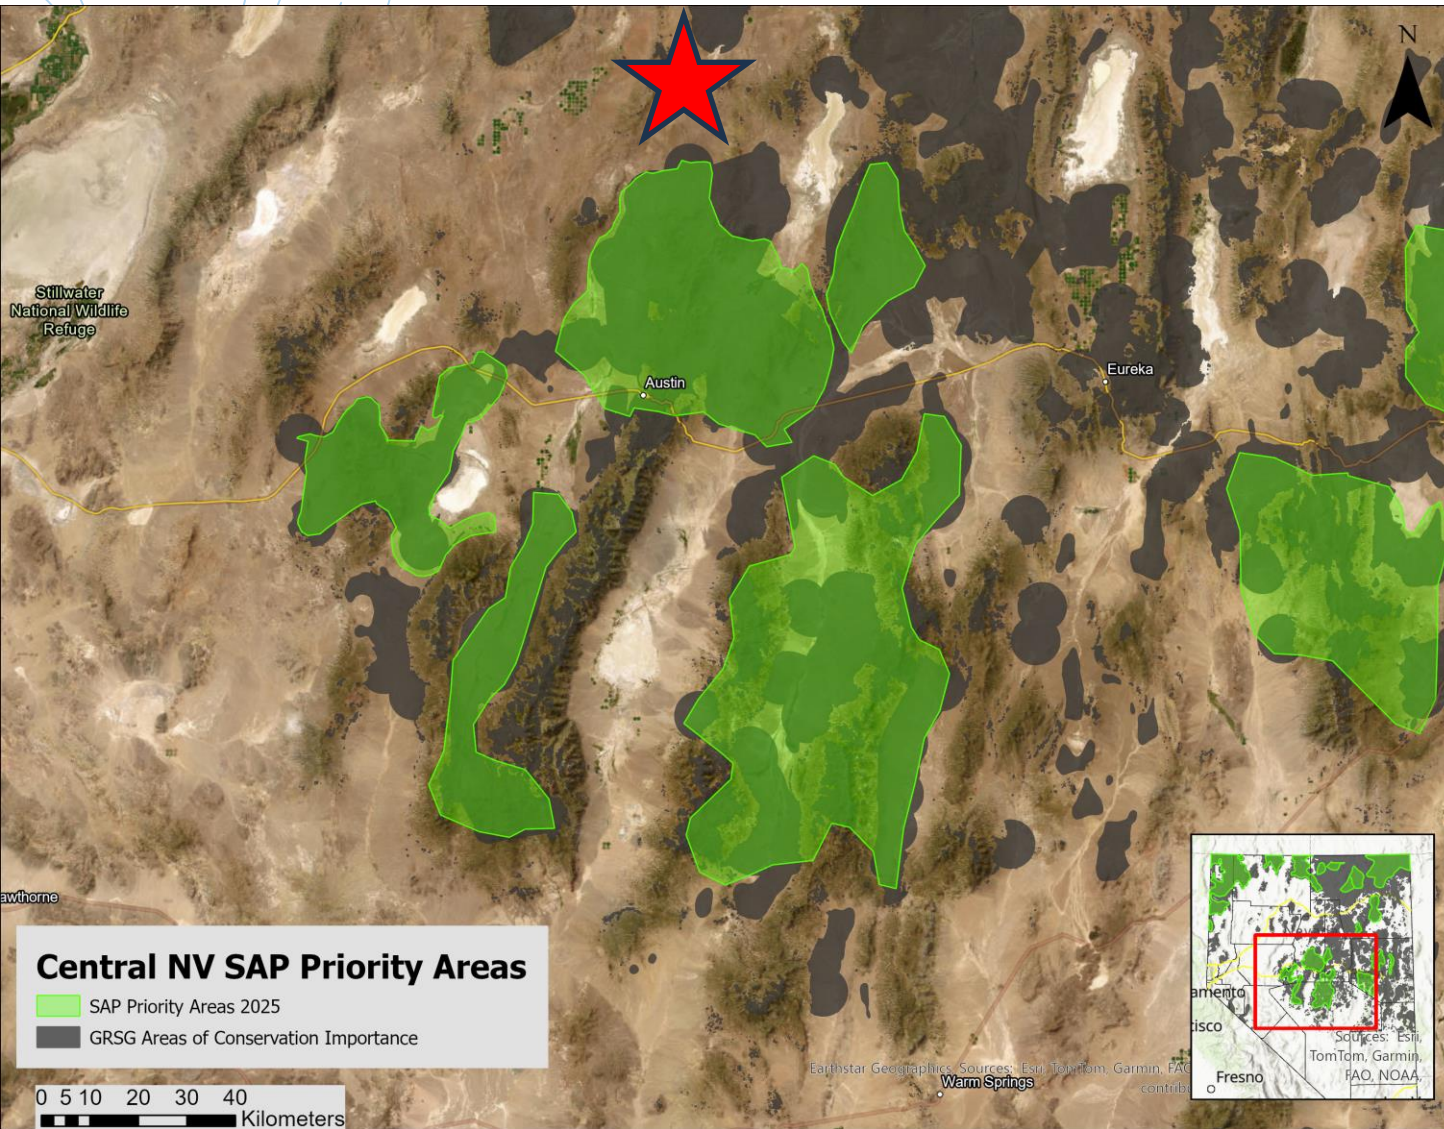 N
Stillwater
National Wildlife
Refuge
Austin
Eureka
awthorne
Central NV SAP Priority Areas
SAP Priority Areas 2025
GRSG Areas of Conservation Importance
0 5 10 20 30 40
Kilometers
Earthstar Geographics, Sources: Esri, TomTom, Garmin, FAO
contrib
Warm Springs
amento
isco
Fresno
Sources: Esri,
TomTom, Garmin,
FAO, NOAA,